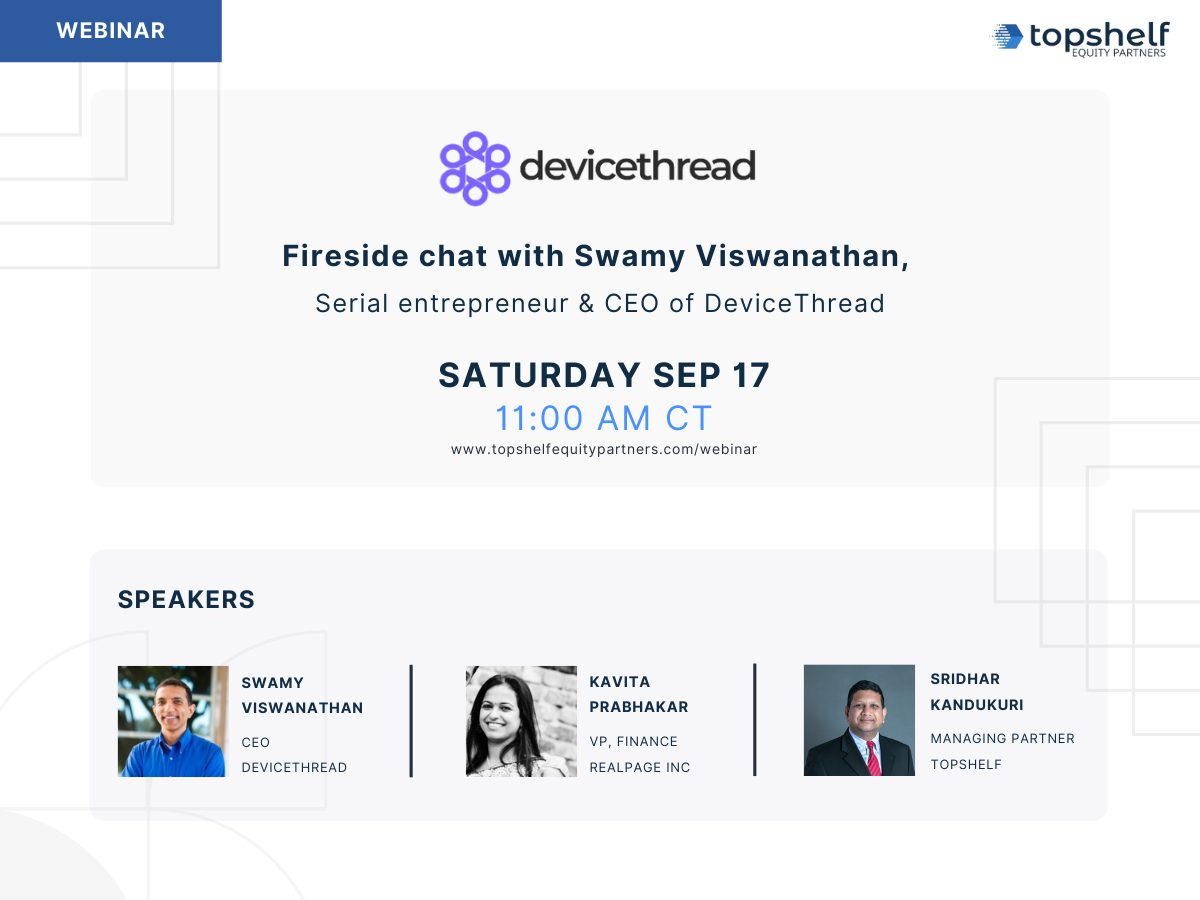 WEBINAR
topshelf
EQUITY PARTNERS
devicethread
Fireside chat with Swamy Viswanathan,
Serial entrepreneur & CEO of DeviceThread
SATURDAY SEP 17
11:00 AM CT
www.topshelfequitypartners.com/webinar
SPEAKERS
SWAMY
VISWANATHAN
CEO
DEVICETHREAD
KAVITA
PRABHAKAR
VP, FINANCE
REALPAGE INC
SRIDHAR
KANDUKURI
MANAGING PARTNER
TOPSHELF